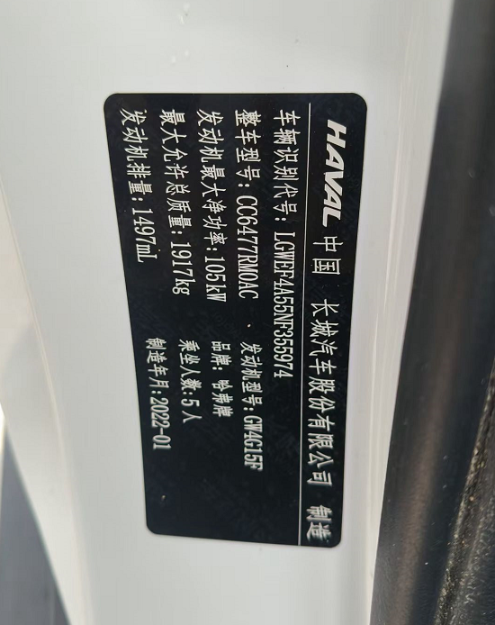 HAVAL 中国 长城汽车股份有限公司 制造
车辆识别代号:LGWEF4A55NF355974
整车型号:CC6477RM0AC 、发动机型号:GW4G15F
发动机最大净功率:105kW 品牌:哈弗牌
最大允许总质量:1917kg 乘坐人数:5人
发动机排量:1497mL 制造年月:2022-01